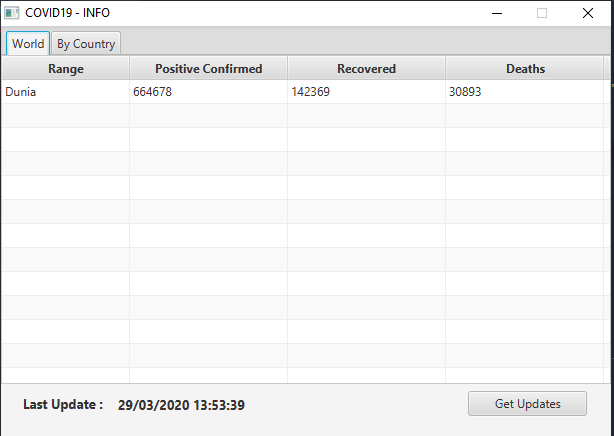 COVID19 - INFO
World By Country
Range Positive Confirmed Recovered Deaths
Dunia 664678 142369 30893
Last Update : 29/03/2020 13:53:39 Get Updates